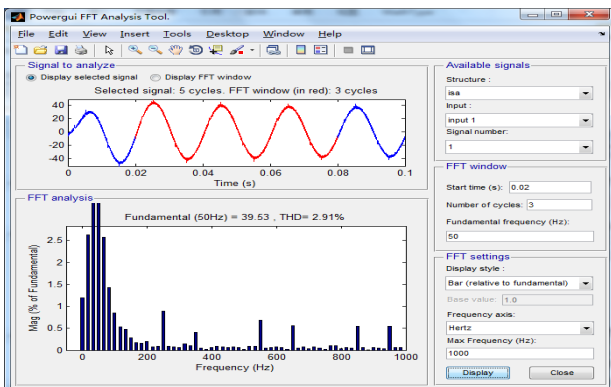 Powergui FFT Analysis Tool.
File Edit View Insert Tools Desktop Window Help
Signal to analyze
Display selected signal Display FFT window
Selected signal: 5 cycles. FFT window (in red): 3 cycles
40
20
0
-20
-40
0 0.02 0.04 0.06 0.08 0.1
Time (s)
FFT analysis
Fundamental (50Hz) = 39.53 , THD= 2.91%
Mag (% of Fundamental)
2.5
2
1.5
1
0.5
0
0 200 400 600 800 1000
Frequency (Hz)
Available signals
Structure :
isa
Input :
input 1
Signal number:
1
FFT window
Start time (s): 0.02
Number of cycles: 3
Fundamental frequency (Hz):
50
FFT settings
Display style :
Bar (relative to fundamental)
Base value: 1.0
Frequency axis:
Hertz
Max Frequency (Hz):
1000
Display Close